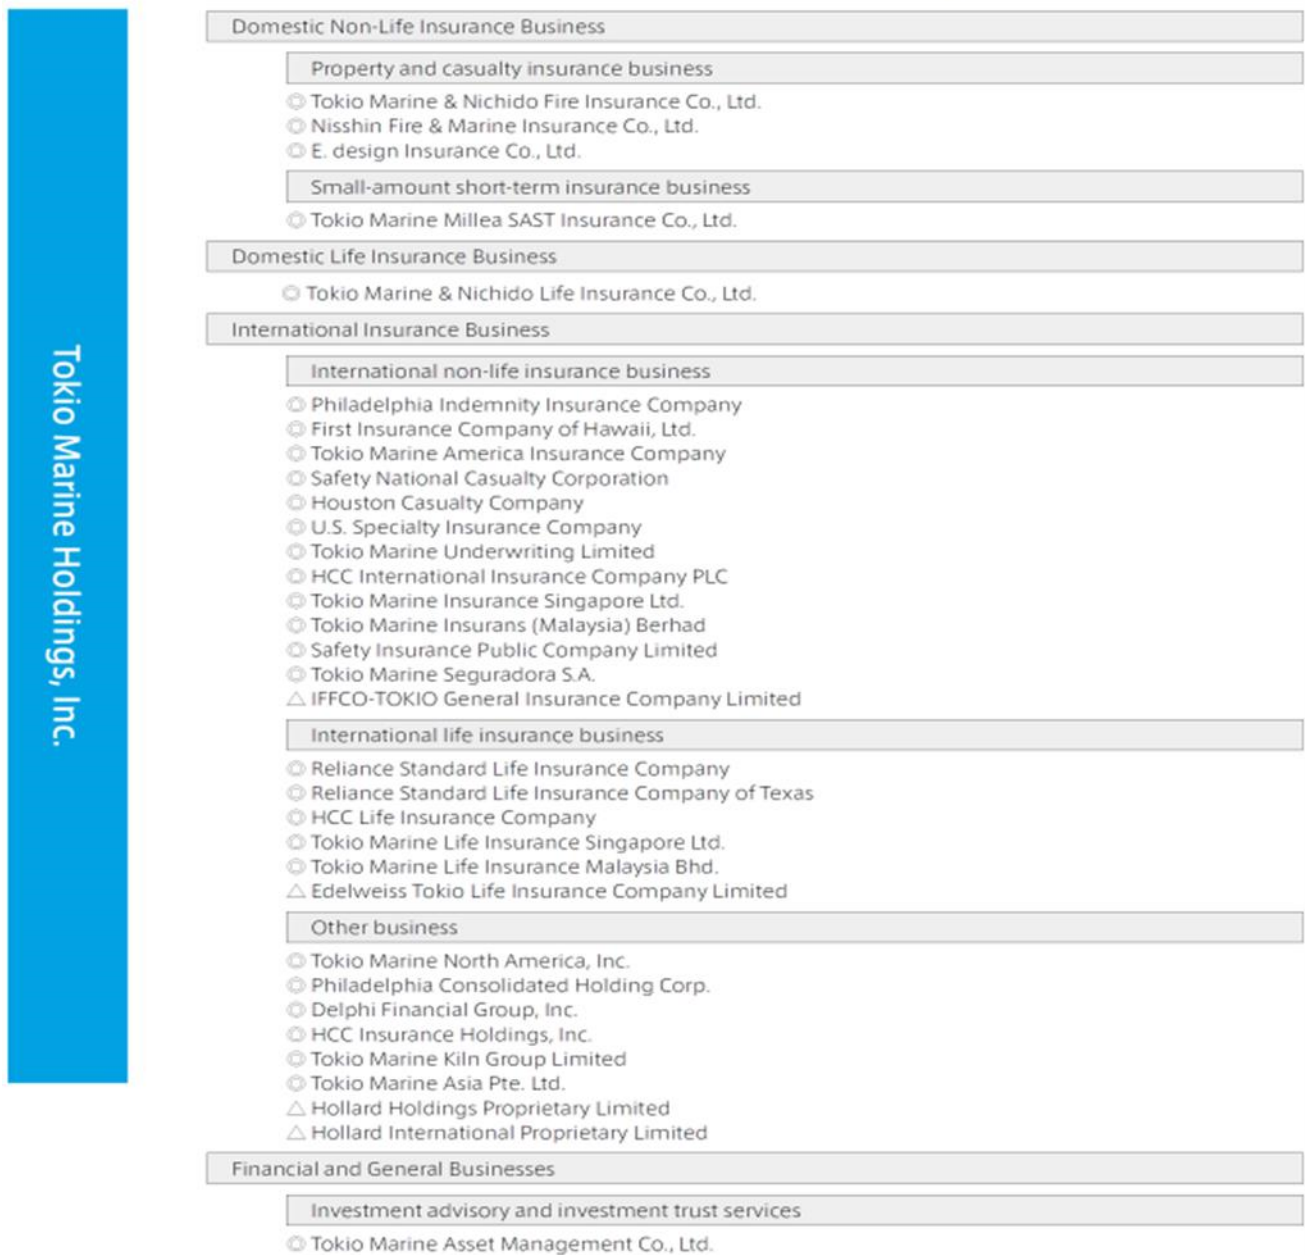 Tokio Marine Holdings, Inc.
Domestic Non-Life Insurance Business
Property and casualty insurance business
◎ Tokio Marine & Nichido Fire Insurance Co., Ltd.
◎ Nisshin Fire & Marine Insurance Co., Ltd.
◎ E. design Insurance Co., Ltd.
Small-amount short-term insurance business
◎ Tokio Marine Millea SAST Insurance Co., Ltd.
Domestic Life Insurance Business
◎ Tokio Marine & Nichido Life Insurance Co., Ltd.
International Insurance Business
International non-life insurance business
◎ Philadelphia Indemnity Insurance Company
◎ First Insurance Company of Hawaii, Ltd.
◎ Tokio Marine America Insurance Company
◎ Safety National Casualty Corporation
◎ Houston Casualty Company
◎ U.S. Specialty Insurance Company
◎ Tokio Marine Underwriting Limited
◎ HCC International Insurance Company PLC
◎ Tokio Marine Insurance Singapore Ltd.
◎ Tokio Marine Insurans (Malaysia) Berhad
◎ Safety Insurance Public Company Limited
◎ Tokio Marine Seguradora S.A.
△ IFFCO-TOKIO General Insurance Company Limited
International life insurance business
◎ Reliance Standard Life Insurance Company
◎ Reliance Standard Life Insurance Company of Texas
◎ HCC Life Insurance Company
◎ Tokio Marine Life Insurance Singapore Ltd.
◎ Tokio Marine Life Insurance Malaysia Bhd.
△ Edelweiss Tokio Life Insurance Company Limited
Other business
◎ Tokio Marine North America, Inc.
◎ Philadelphia Consolidated Holding Corp.
◎ Delphi Financial Group, Inc.
◎ HCC Insurance Holdings, Inc.
◎ Tokio Marine Kiln Group Limited
◎ Tokio Marine Asia Pte. Ltd.
△ Hollard Holdings Proprietary Limited
△ Hollard International Proprietary Limited
Financial and General Businesses
Investment advisory and investment trust services
◎ Tokio Marine Asset Management Co., Ltd.